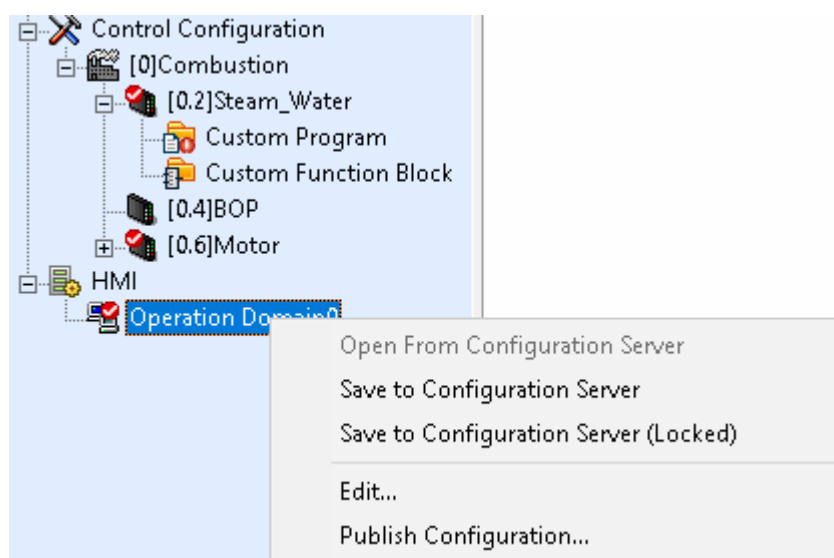 Control Configuration
[0]Combustion
[0.2]Steam_Water
Custom Program
Custom Function Block
[0.4]BOP
[0.6]Motor
HMI
Operation Domain0
Open From Configuration Server
Save to Configuration Server
Save to Configuration Server (Locked)
Edit...
Publish Configuration...